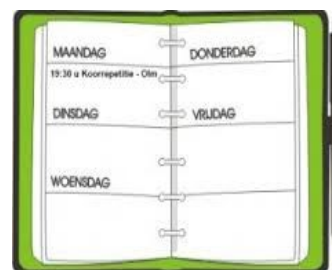 MAANDAG
19:30 u Koorrepetitie - Olm
DINSDAG
WOENSDAG
DONDERDAG
VRIJDAG